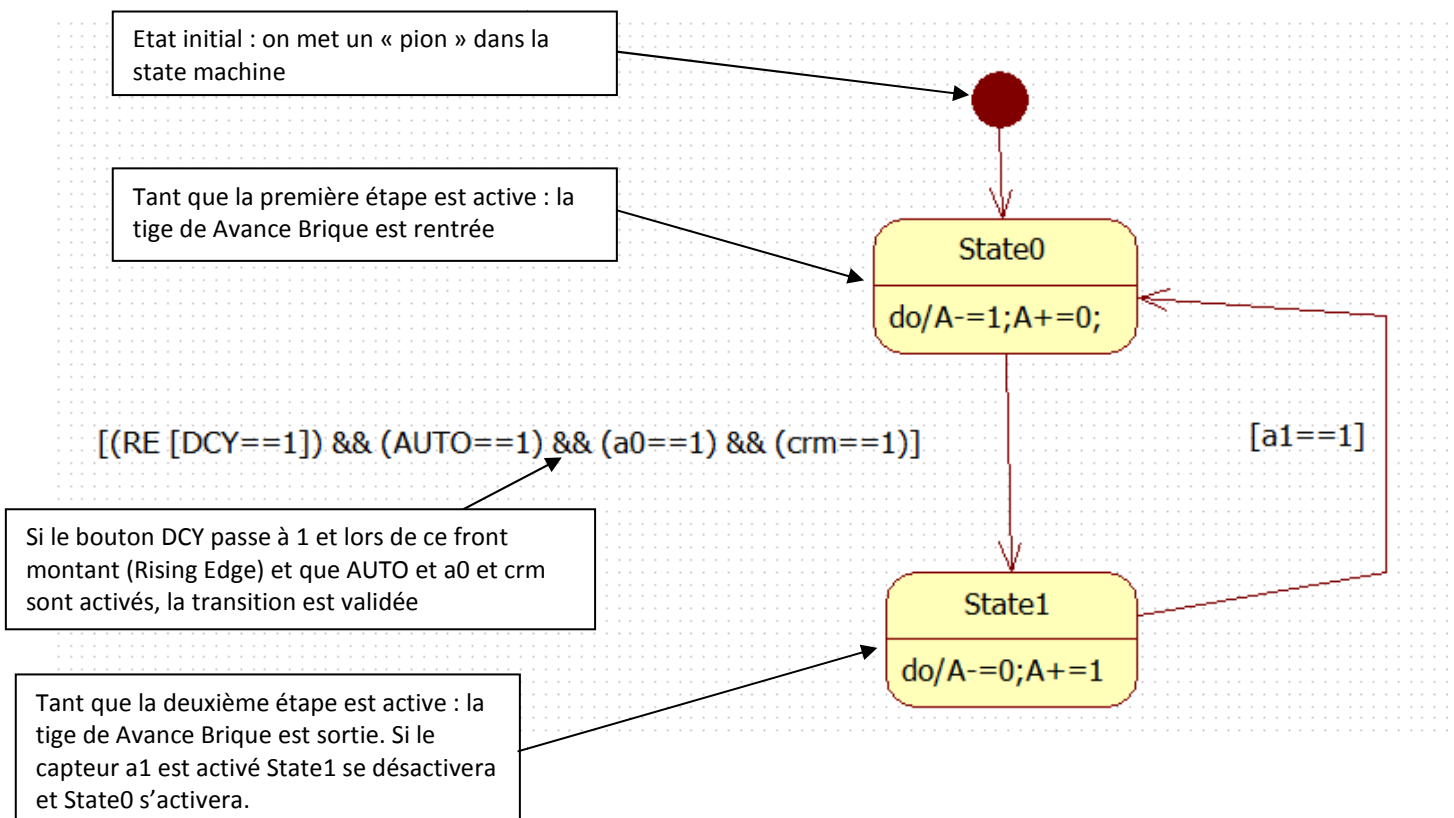 Etat initial : on met un « pion » dans la
state machine
Tant que la première étape est active : la
tige de Avance Brique est rentrée
State0
do/A-=1;A+=0;
[(RE [DCY==1]) && (AUTO==1) && (a0==1) && (crm==1)]
[a1==1]
Si le bouton DCY passe à 1 et lors de ce front
montant (Rising Edge) et que AUTO et a0 et crm
sont activés, la transition est validée
State1
do/A-=0;A+=1
Tant que la deuxième étape est active : la
tige de Avance Brique est sortie. Si le
capteur a1 est activé State1 se désactivera
et State0 s’activera.